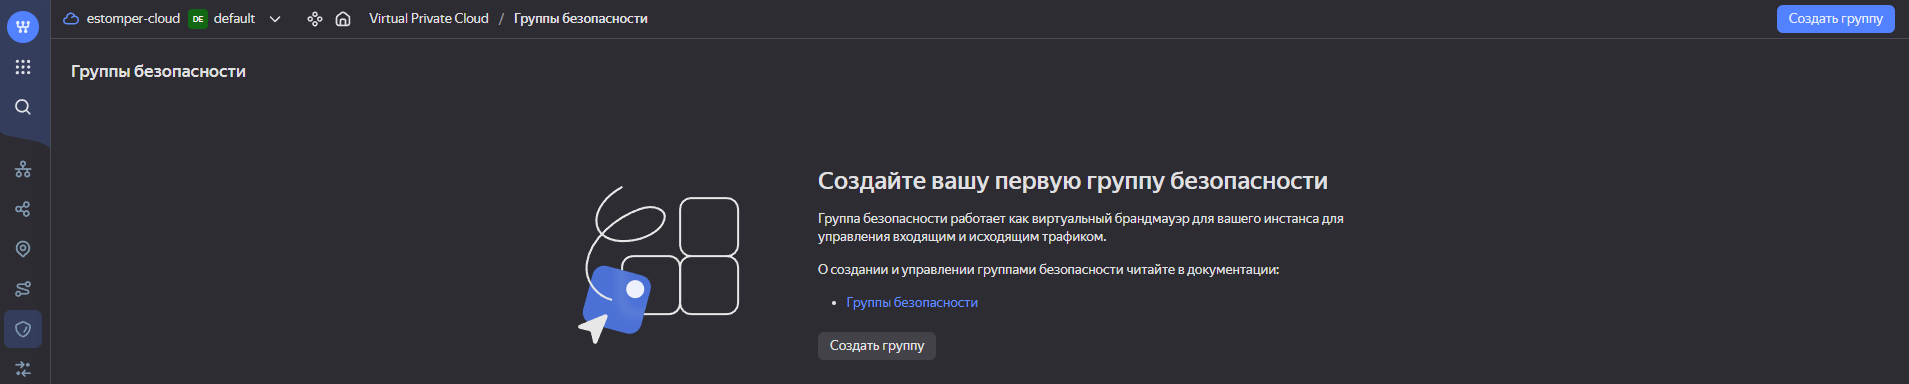 estomper-cloud DE default Virtual Private Cloud / Группы безопасности Создать группу
Группы безопасности
Создайте вашу первую группу безопасности
Группа безопасности работает как виртуальный брандмауэр для вашего инстанса для
управления входящим и исходящим трафиком.
О создании и управлении группами безопасности читайте в документации:
• Группы безопасности
Создать группу